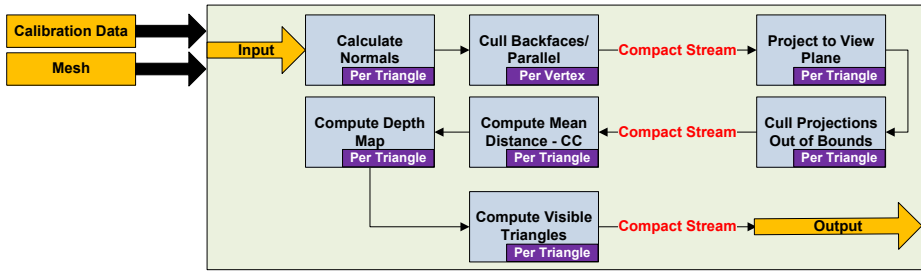 Calibration Data
Mesh
Input
Calculate
Normals
Per Triangle
Cull Backfaces/
Parallel
Per Vertex
Compact Stream
Project to View
Plane
Per Triangle
Cull Projections
Out of Bounds
Per Triangle
Compact Stream
Compute Mean
Distance - CC
Per Triangle
Compute Depth
Map
Per Triangle
Compute Visible
Triangles
Per Triangle
Compact Stream
Output